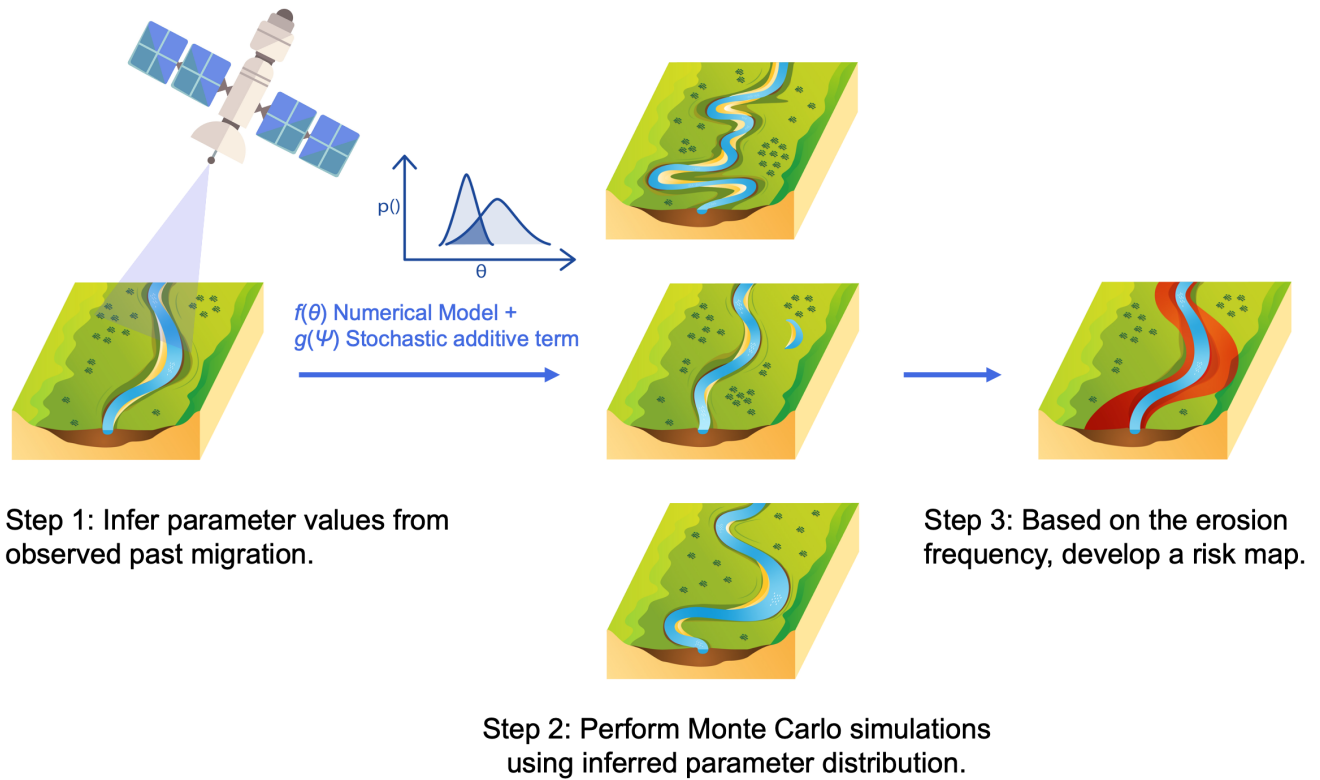 p()
θ
f(θ) Numerical Model +
g(Ψ) Stochastic additive term
Step 1: Infer parameter values from
observed past migration.
Step 3: Based on the erosion
frequency, develop a risk map.
Step 2: Perform Monte Carlo simulations
using inferred parameter distribution.